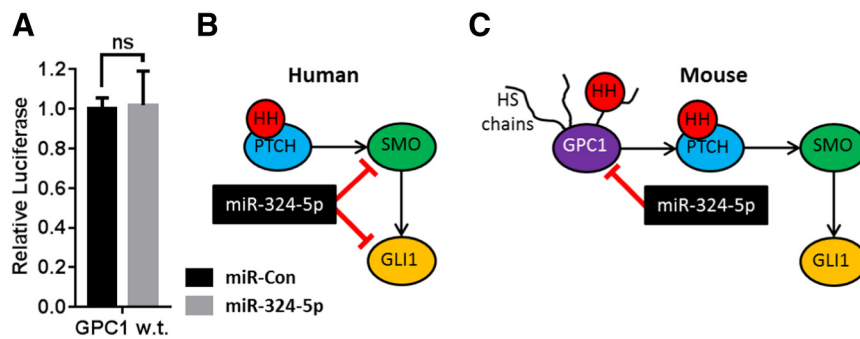 A
ns
Relative Luciferase
1.2
1.0
0.8
0.6
0.4
0.2
0.0
GPC1 w.t.
miR-Con
miR-324-5p
B
Human
HH
PTCH
SMO
miR-324-5p
GLI1
C
Mouse
HS
chains
HH
GPC1
HH
PTCH
SMO
miR-324-5p
GLI1